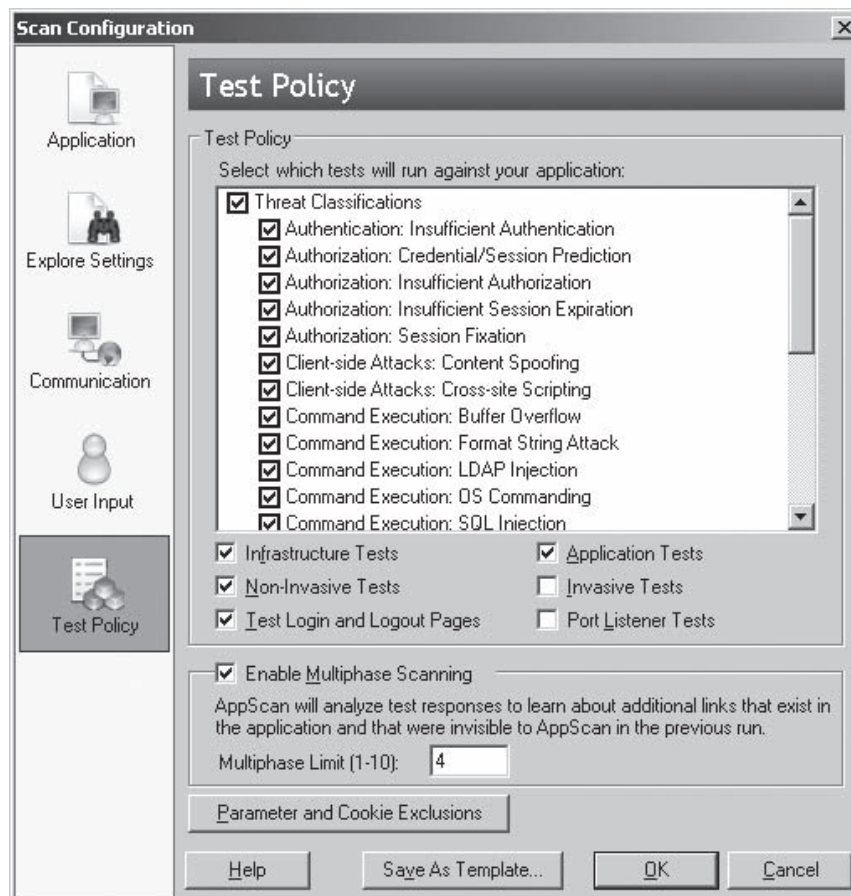 Scan Configuration
Application
Explore Settings
Communication
User Input
Test Policy
Test Policy
Test Policy
Select which tests will run against your application:
Threat Classifications
Authentication: Insufficient Authentication
Authorization: Credential/Session Prediction
Authorization: Insufficient Authorization
Authorization: Insufficient Session Expiration
Authorization: Session Fixation
Client-side Attacks: Content Spoofing
Client-side Attacks: Cross-site Scripting
Command Execution: Buffer Overflow
Command Execution: Format String Attack
Command Execution: LDAP Injection
Command Execution: OS Commanding
Command Execution: SQL Injection
Infrastructure Tests
Application Tests
Non-Invasive Tests
Invasive Tests
Test Login and Logout Pages
Port Listener Tests
Enable Multiphase Scanning
AppScan will analyze test responses to learn about additional links that exist in
the application and that were invisible to AppScan in the previous run.
Multiphase Limit (1-10): 4
Parameter and Cookie Exclusions
Help
Save As Template...
OK
Cancel